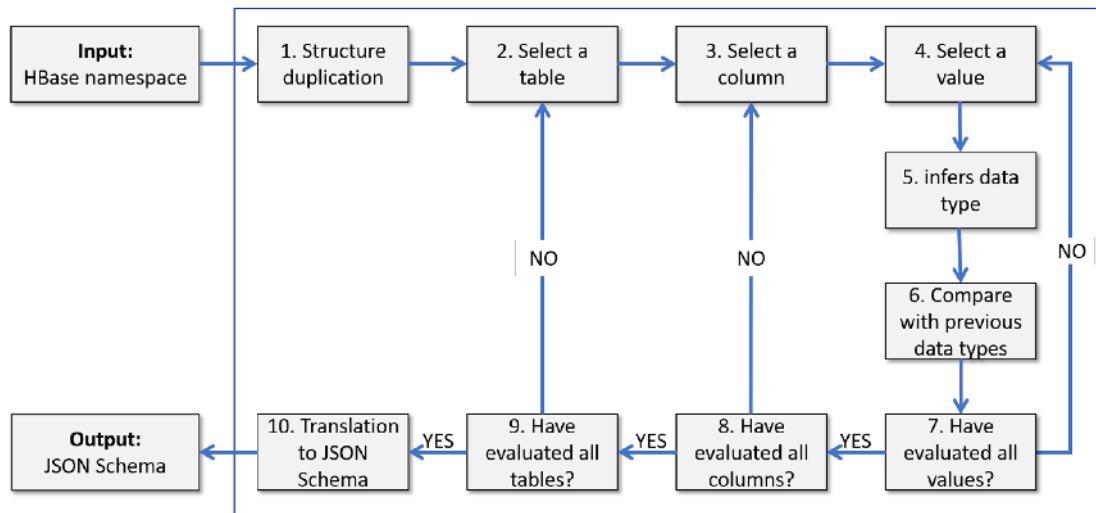 Input:
HBase namespace
1. Structure
duplication
2. Select a
table
3. Select a
column
4. Select a
value
5. infers data
type
NO
NO
NO
6. Compare
with previous
data types
Output:
JSON Schema
10. Translation
to JSON
Schema
YES
9. Have
evaluated all
tables?
YES
8. Have
evaluated all
columns?
YES
7. Have
evaluated all
values?